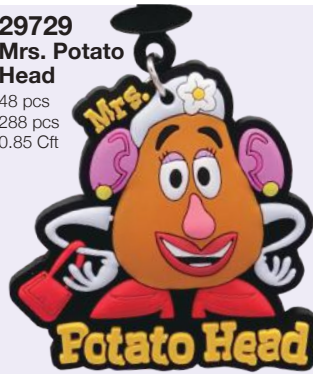 29729
Mrs. Potato
Head
48 pcs
288 pcs
0.85 Cft
Mrs.
Potato Head